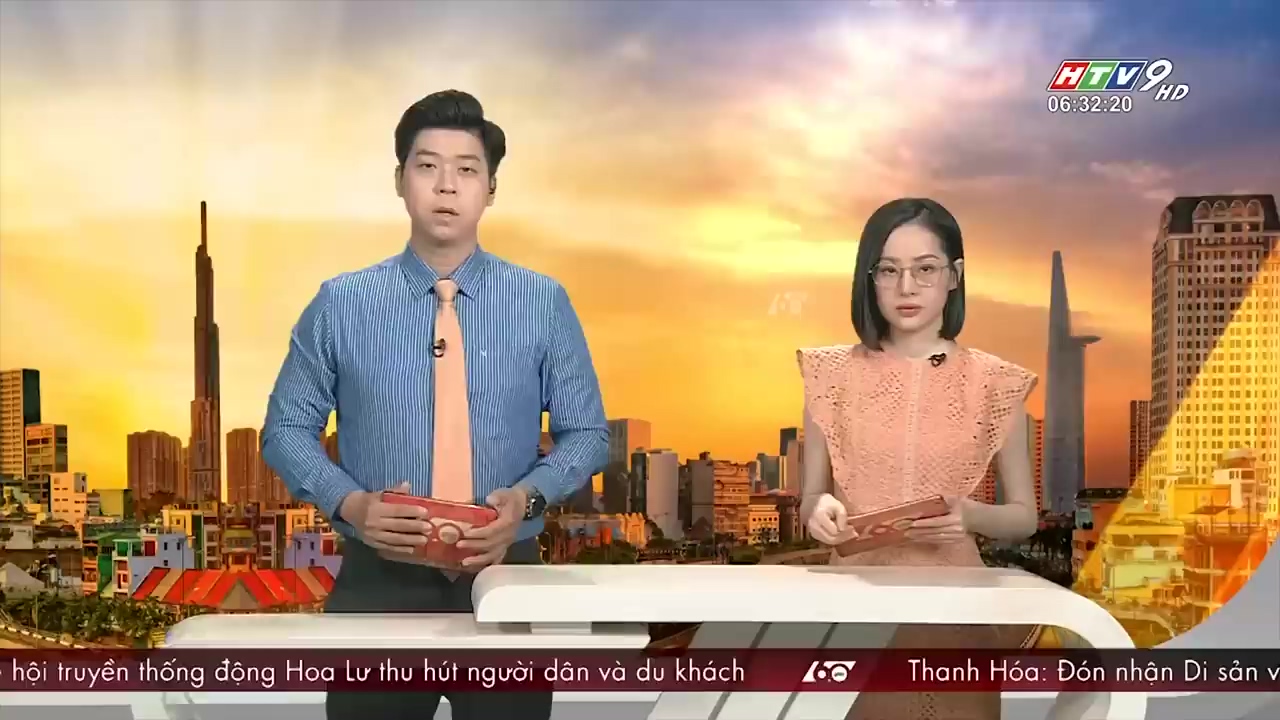 HTV9
HD
06:32:20
hội truyền thống động Hoa Lư thu hút người dân và du khách
60
Thanh Hóa: Đón nhận Di sản v